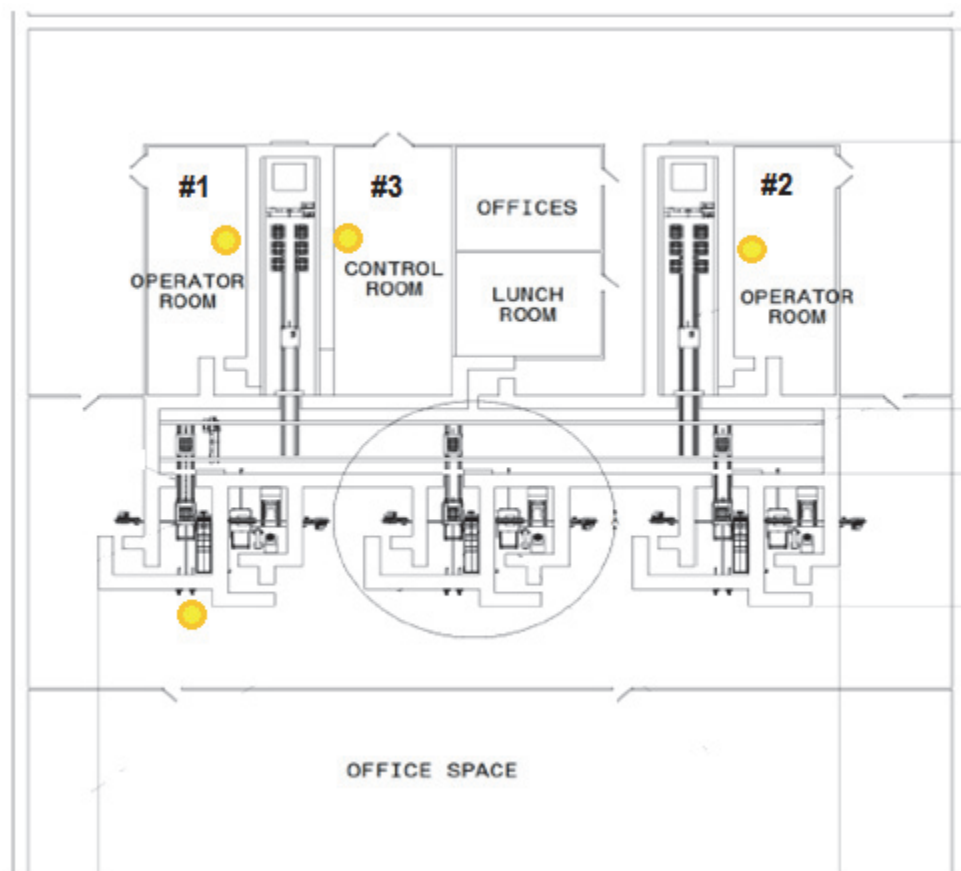 #1
#3
#2
OFFICES
OPERATOR
ROOM
CONTROL
ROOM
LUNCH
ROOM
OPERATOR
ROOM
OFFICE SPACE